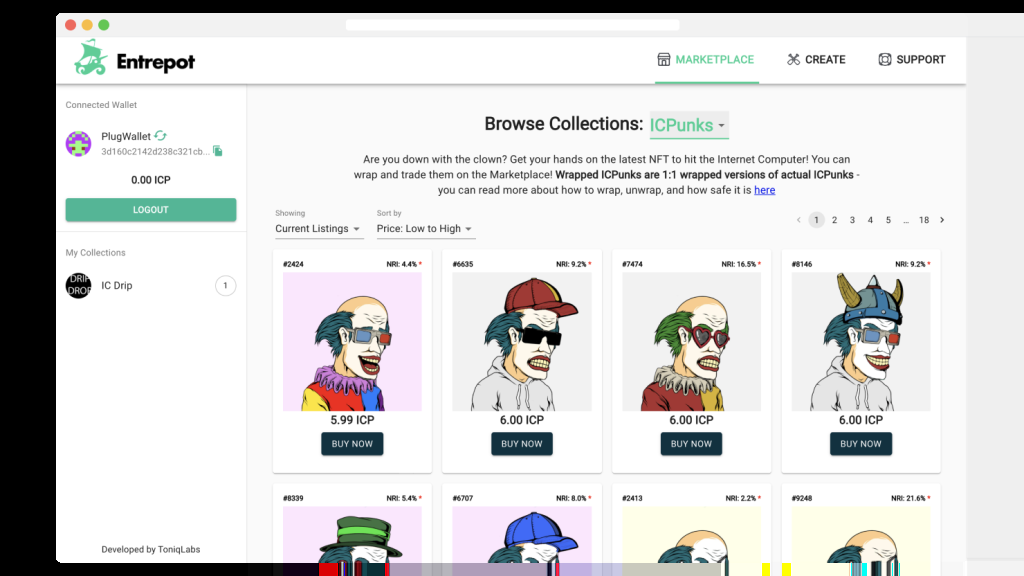 Entrepot
MARKETPLACE
CREATE
SUPPORT
Connected Wallet
PlugWallet
3d160c2142d238c321cb...
0.00 ICP
LOGOUT
My Collections
DRIP
DROP
IC Drip
1
Developed by ToniqLabs
Browse Collections: ICPunks
Are you down with the clown? Get your hands on the latest NFT to hit the Internet Computer! You can
wrap and trade them on the Marketplace! Wrapped ICPunks are 1:1 wrapped versions of actual ICPunks -
you can read more about how to wrap, unwrap, and how safe it is here
Showing
Current Listings
Sort by
Price: Low to High
‹ 1 2 3 4 5 ... 18 ›
#2424 NRI: 4.4% *
5.99 ICP
BUY NOW
#6635 NRI: 9.2% *
6.00 ICP
BUY NOW
#7474 NRI: 16.5% *
6.00 ICP
BUY NOW
#8146 NRI: 9.2% *
6.00 ICP
BUY NOW
#8339 NRI: 5.4% *
#6707 NRI: 8.0% *
#2413 NRI: 2.2% *
#9248 NRI: 21.6% *